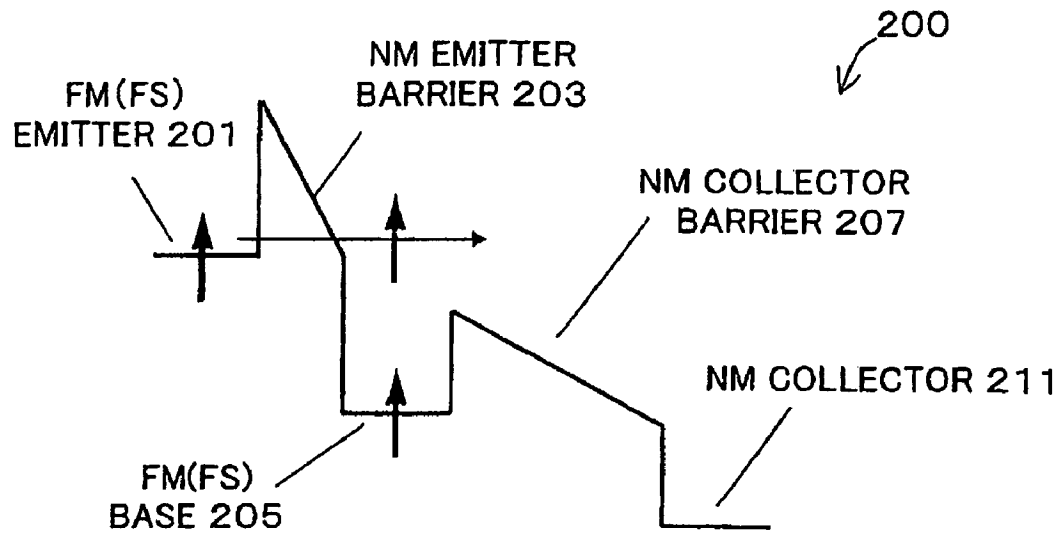 200
NM EMITTER
BARRIER 203
FM(FS)
EMITTER 201
NM COLLECTOR
BARRIER 207
NM COLLECTOR 211
FM(FS)
BASE 205